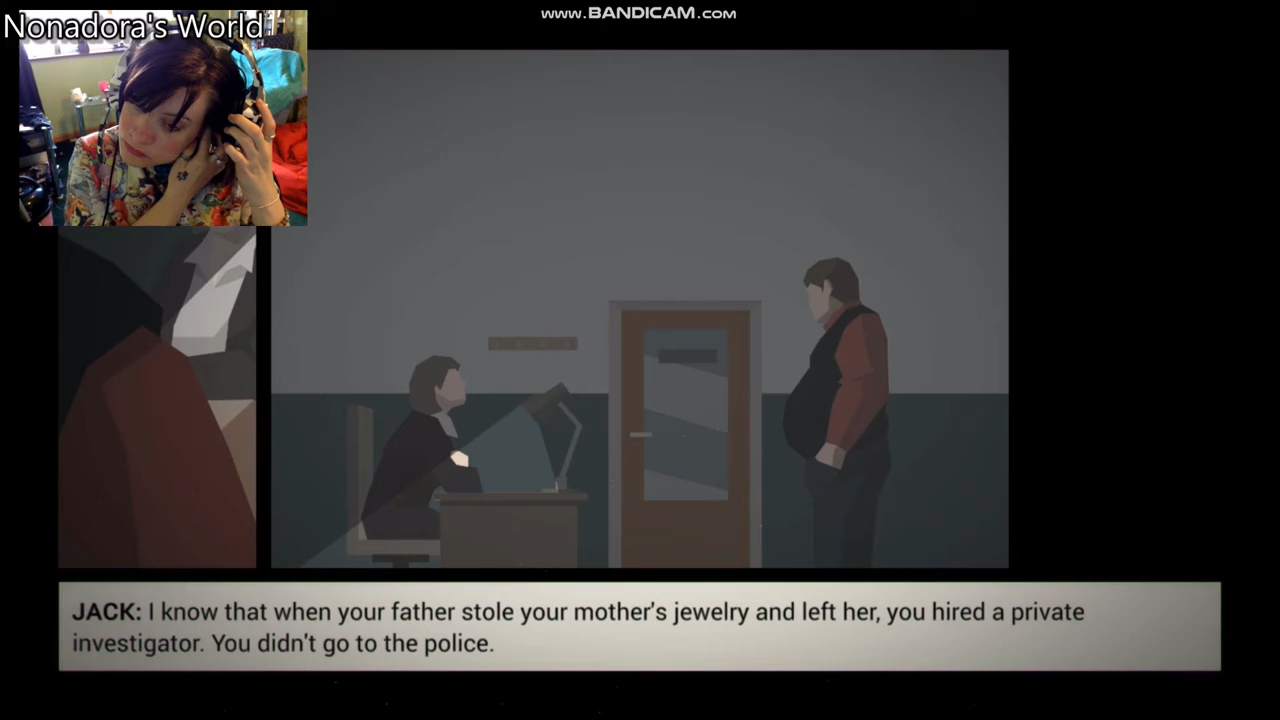 Nonadora's World
www.BANDICAM.com
JACK: I know that when your father stole your mother's jewelry and left her, you hired a private
investigator. You didn't go to the police.